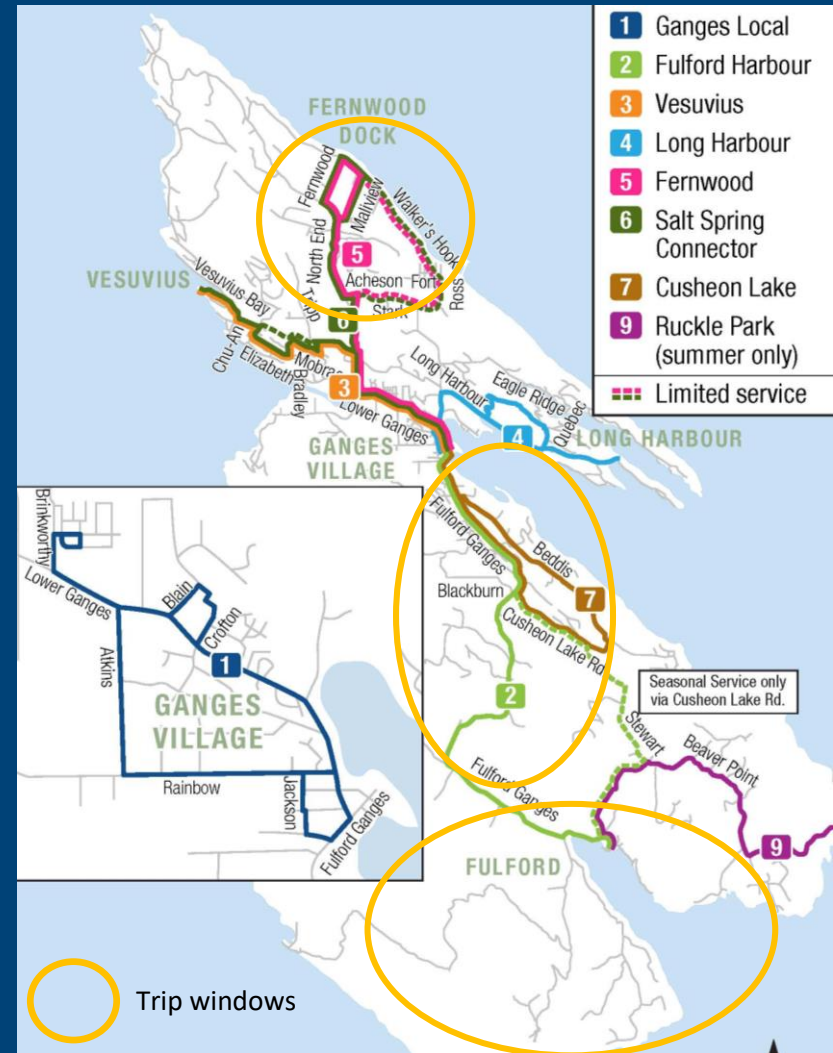 1 Ganges Local
2 Fulford Harbour
3 Vesuvius
4 Long Harbour
5 Fernwood
6 Salt Spring
Connector
7 Cusheon Lake
9 Ruckle Park
(summer only)
Limited service
FERNWOOD
DOCK
Fernwood
Maliview
Walker's Hook
North End
5
Acheson
Fort
Ross
Stark
Tripp
VESUVIUS
Vesuvius Bay
6
Chu-An
Elizabeth
Mobrae
Bradley
3
Lower Ganges
Long Harbour
Eagle Ridge
Quebec
4
LONG HARBOUR
GANGES
VILLAGE
Fulford Ganges
Beddis
Blackburn
7
Cusheon Lake Rd
2
Seasonal Service only
via Cusheon Lake Rd.
Stewart
Beaver Point
Fulford Ganges
9
FULFORD
Brinkworthy
Lower Ganges
Blain
Crofton
Atkins
1
GANGES
VILLAGE
Rainbow
Jackson
Fulford Ganges
Trip windows